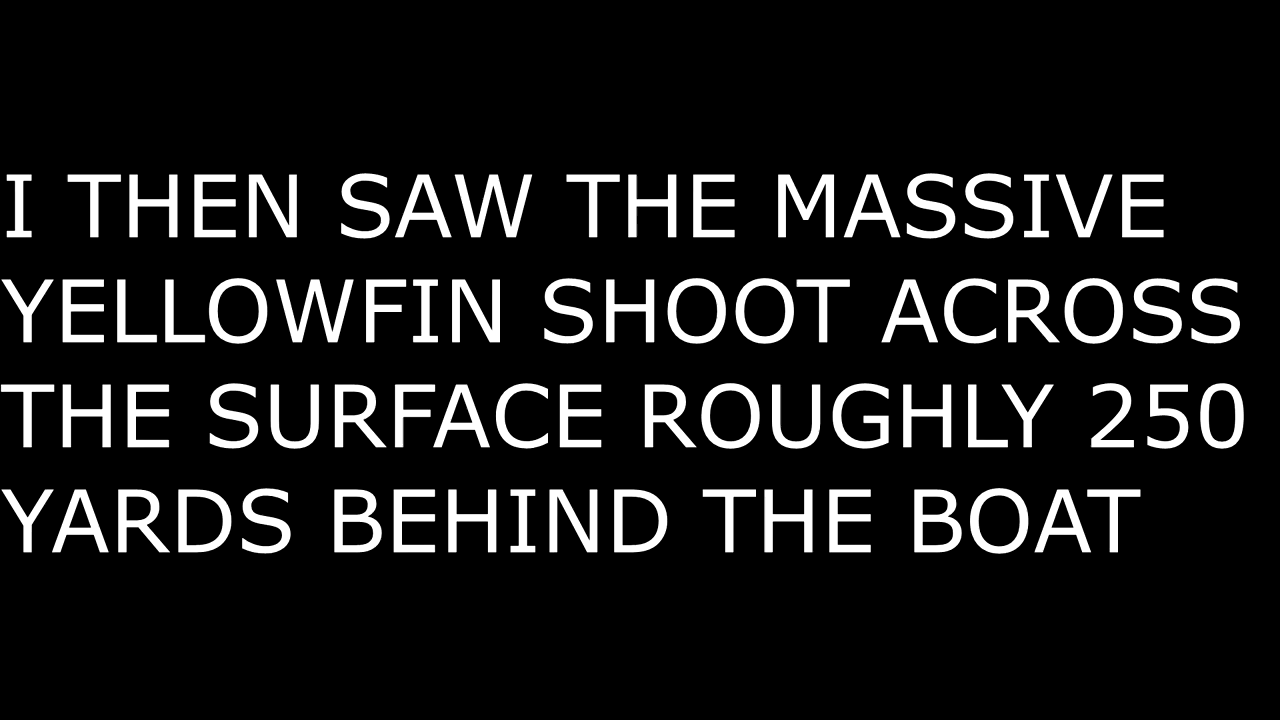 I THEN SAW THE MASSIVE
YELLOWFIN SHOOT ACROSS
THE SURFACE ROUGHLY 250
YARDS BEHIND THE BOAT